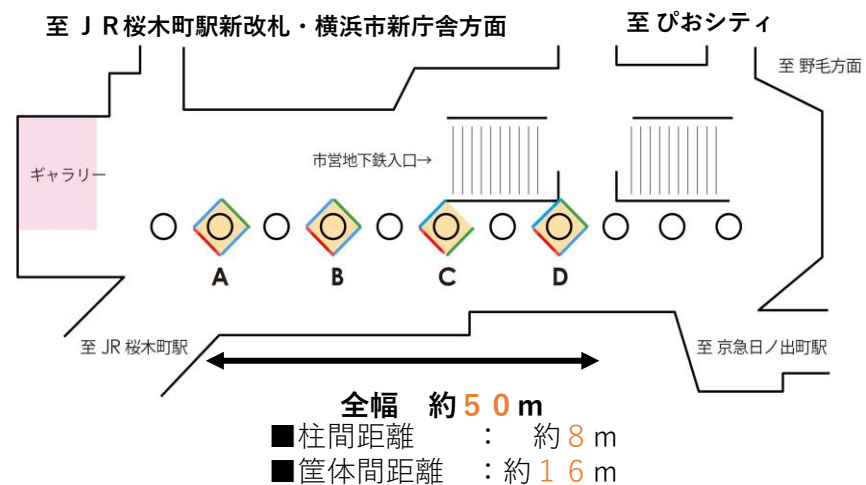 至 ＪＲ桜木町駅新改札・横浜市新庁舎方面
至 ぴおシティ
至 野毛方面
市営地下鉄入口→
ギャラリー
A
B
C
D
至 JR 桜木町駅
至 京急日ノ出町駅
全幅　約５０m
■柱間距離　　：　約８ｍ
■筐体間距離　：約１６ｍ